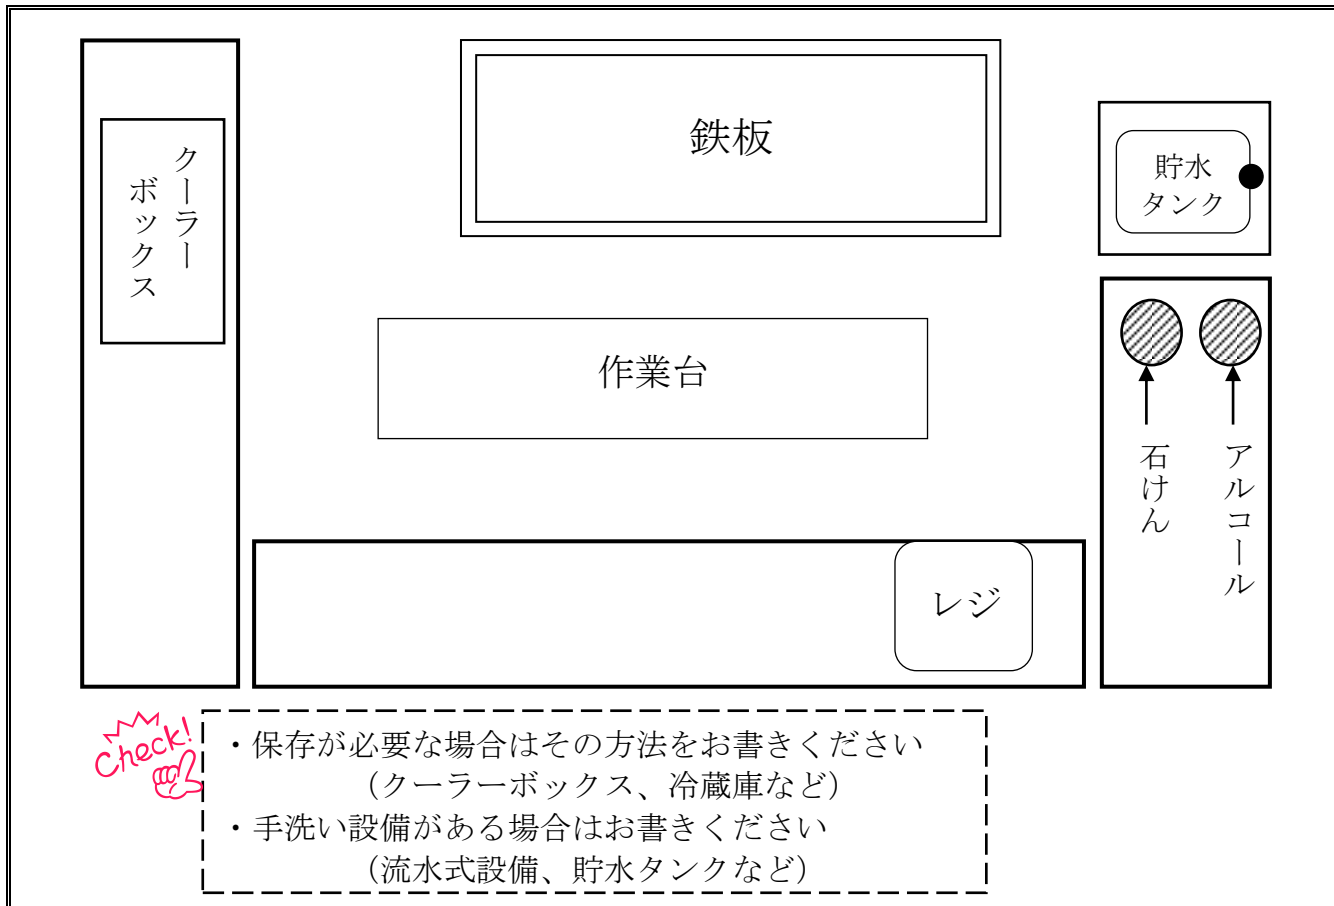 クーラー
ボックス
鉄板
貯水
タンク
作業台
石けん
アルコール
レジ
Check!
・保存が必要な場合はその方法をお書きください
（クーラーボックス、冷蔵庫など）
・手洗い設備がある場合はお書きください
（流水式設備、貯水タンクなど）